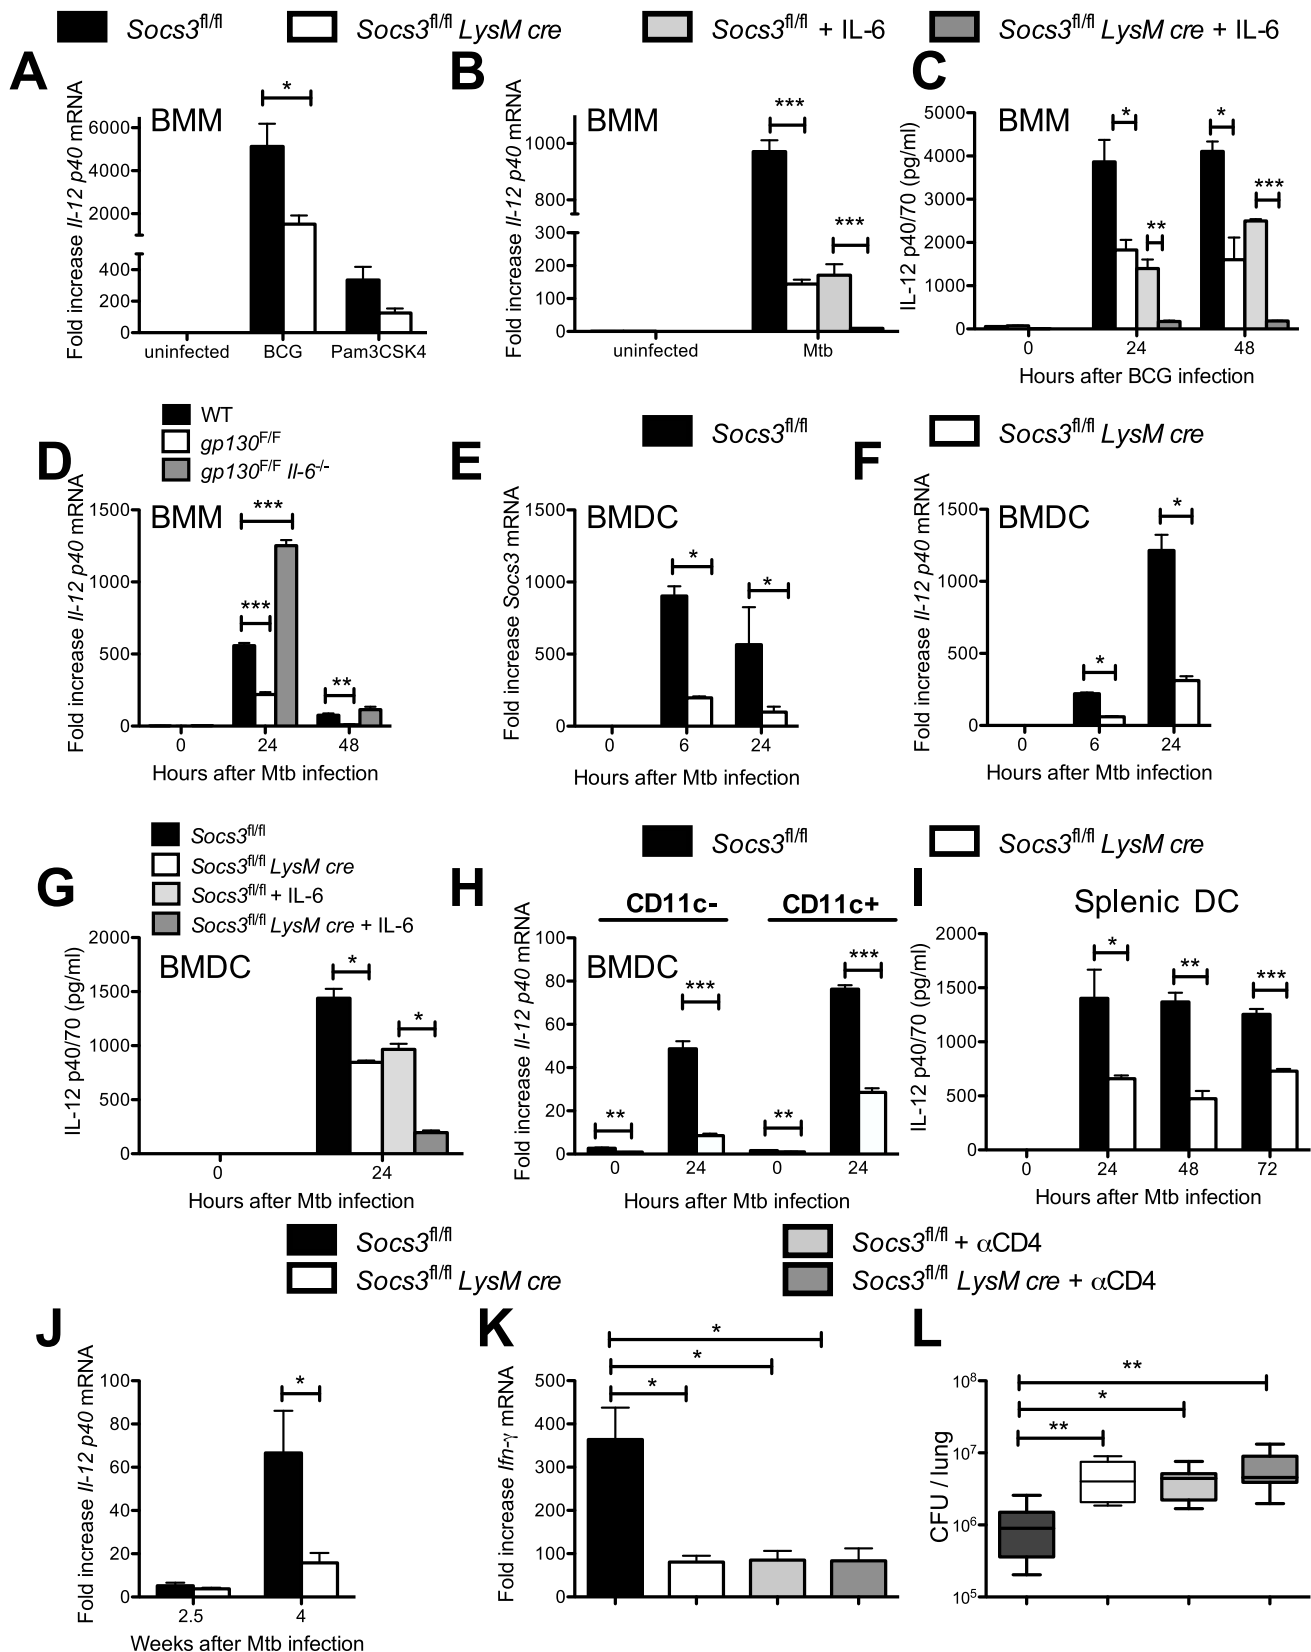 Socs3fl/fl
Socs3fl/fl LysM cre
Socs3fl/fl + IL-6
Socs3fl/fl LysM cre + IL-6
A
BMM
Fold increase Il-12 p40 mRNA
*
6000
4000
2000
400
200
0
uninfected
BCG
Pam3CSK4
B
BMM
Fold increase Il-12 p40 mRNA
***
***
1000
800
300
200
100
0
uninfected
Mtb
C
BMM
IL-12 p40/70 (pg/ml)
*
**
*
***
5000
4000
3000
2000
1000
0
0
24
48
Hours after BCG infection
WT
gp130F/F
gp130F/F Il-6-/-
D
BMM
Fold increase Il-12 p40 mRNA
***
***
**
1500
1000
500
0
0
24
48
Hours after Mtb infection
Socs3fl/fl
Socs3fl/fl LysM cre
E
BMDC
Fold increase Socs3 mRNA
*
*
1500
1000
500
0
0
6
24
Hours after Mtb infection
F
BMDC
Fold increase Il-12 p40 mRNA
*
*
1500
1000
500
0
0
6
24
Hours after Mtb infection
Socs3fl/fl
Socs3fl/fl LysM cre
Socs3fl/fl + IL-6
Socs3fl/fl LysM cre + IL-6
G
BMDC
IL-12 p40/70 (pg/ml)
*
*
2000
1500
1000
500
0
0
24
Hours after Mtb infection
Socs3fl/fl
Socs3fl/fl LysM cre
H
CD11c-
CD11c+
BMDC
Fold increase Il-12 p40 mRNA
**
***
**
***
100
80
60
40
20
0
0
24
0
24
Hours after Mtb infection
I
Splenic DC
IL-12 p40/70 (pg/ml)
*
**
***
2000
1500
1000
500
0
0
24
48
72
Hours after Mtb infection
Socs3fl/fl
Socs3fl/fl LysM cre
Socs3fl/fl + αCD4
Socs3fl/fl LysM cre + αCD4
J
Fold increase Il-12 p40 mRNA
*
100
80
60
40
20
0
2.5
4
Weeks after Mtb infection
K
Fold increase Ifn-γ mRNA
*
*
*
500
400
300
200
100
0
L
CFU / lung
**
*
**
10^8
10^7
10^6
10^5